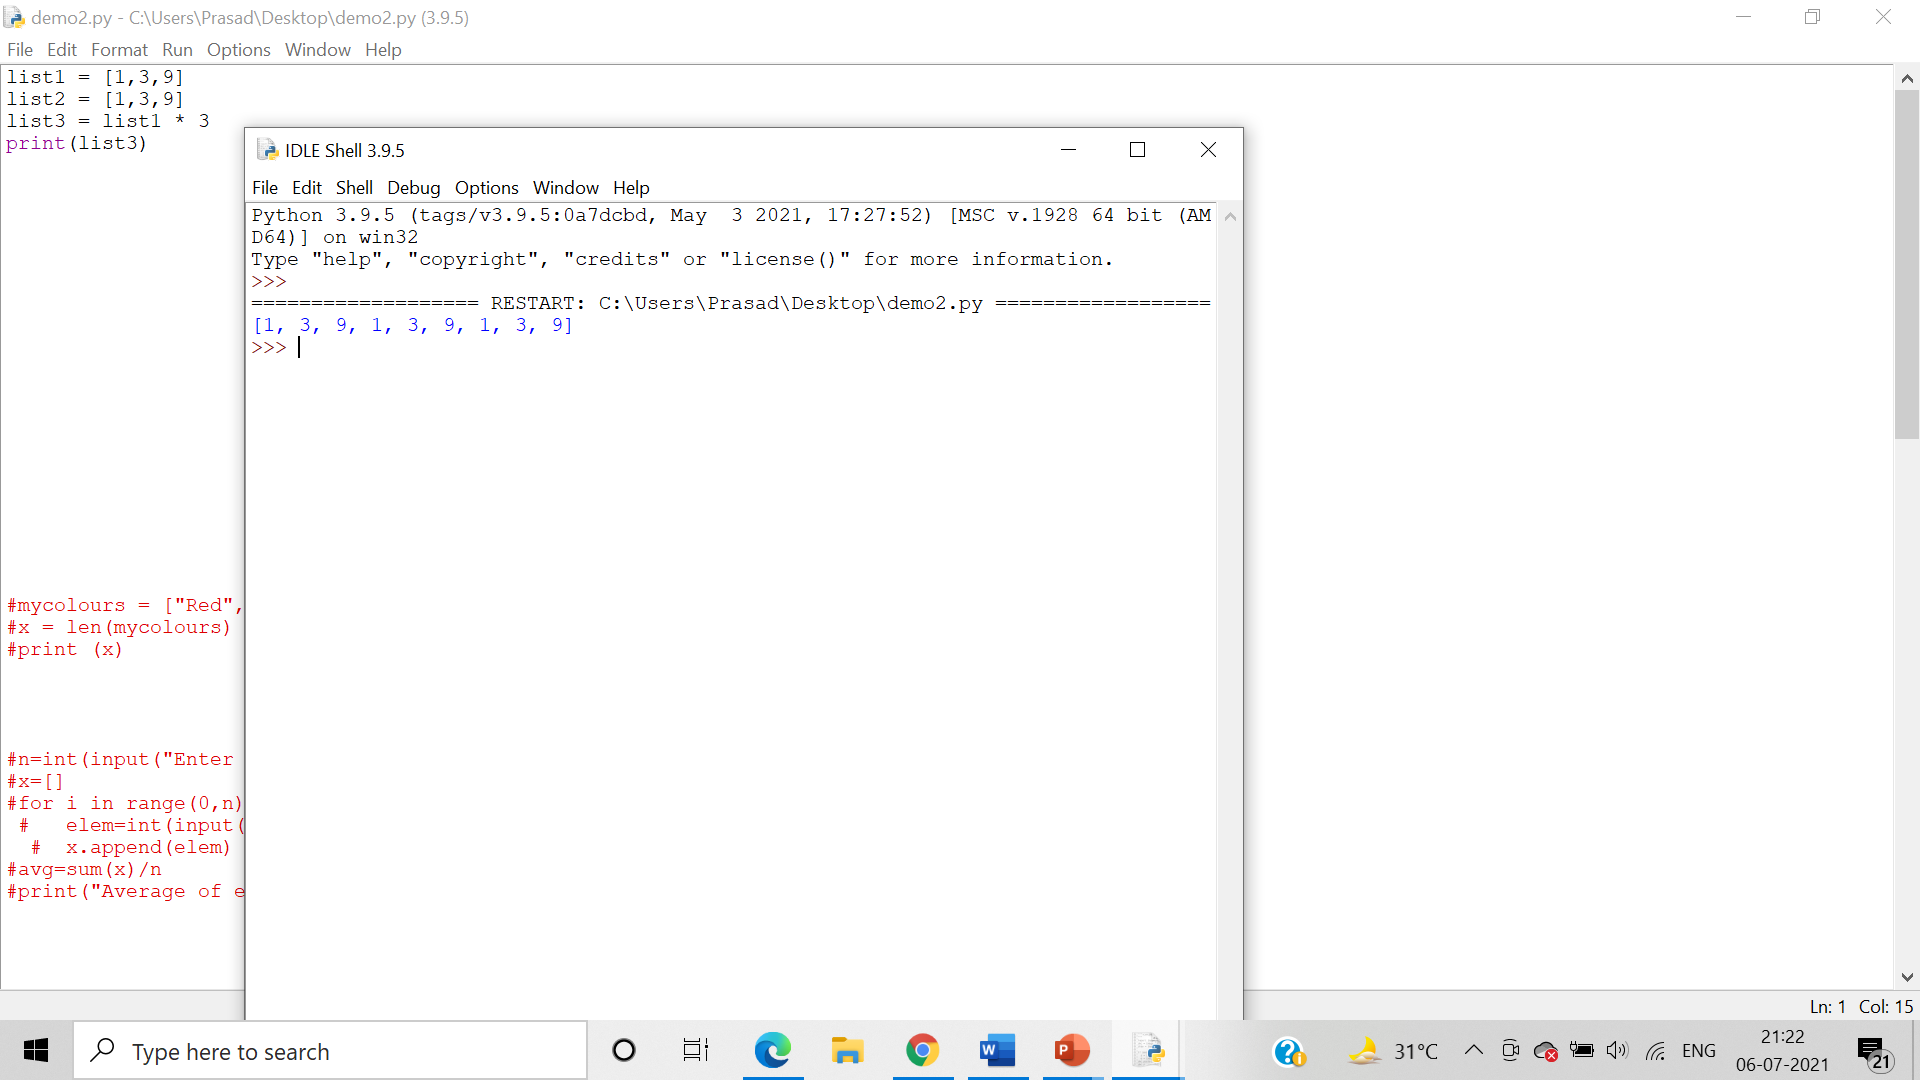 demo2.py - C:\Users\Prasad\Desktop\demo2.py (3.9.5)
File Edit Format Run Options Window Help
list1 = [1,3,9]
list2 = [1,3,9]
list3 = list1 * 3
print(list3)
IDLE Shell 3.9.5
File Edit Shell Debug Options Window Help
Python 3.9.5 (tags/v3.9.5:0a7dcbd, May  3 2021, 17:27:52) [MSC v.1928 64 bit (AM
D64)] on win32
Type "help", "copyright", "credits" or "license()" for more information.
>>>
=================== RESTART: C:\Users\Prasad\Desktop\demo2.py ==================
[1, 3, 9, 1, 3, 9, 1, 3, 9]
>>>
#mycolours = ["Red",
#x = len(mycolours)
#print (x)
#n=int(input("Enter
#x=[]
#for i in range(0,n)
 #   elem=int(input(
  #  x.append(elem)
#avg=sum(x)/n
#print("Average of e
Ln: 1 Col: 15
Type here to search
31°C
ENG
21:22
06-07-2021
21